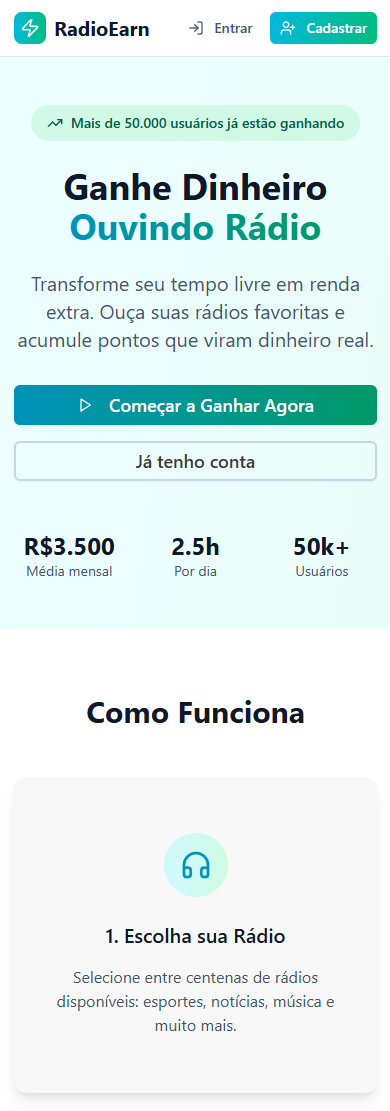 RadioEarn
Entrar
Cadastrar
Mais de 50.000 usuários já estão ganhando
Ganhe Dinheiro
Ouvindo Rádio
Transforme seu tempo livre em renda
extra. Ouça suas rádios favoritas e
acumule pontos que viram dinheiro real.
Começar a Ganhar Agora
Já tenho conta
R$3.500
Média mensal
2.5h
Por dia
50k+
Usuários
Como Funciona
1. Escolha sua Rádio
Selecione entre centenas de rádios
disponíveis: esportes, notícias, música e
muito mais.